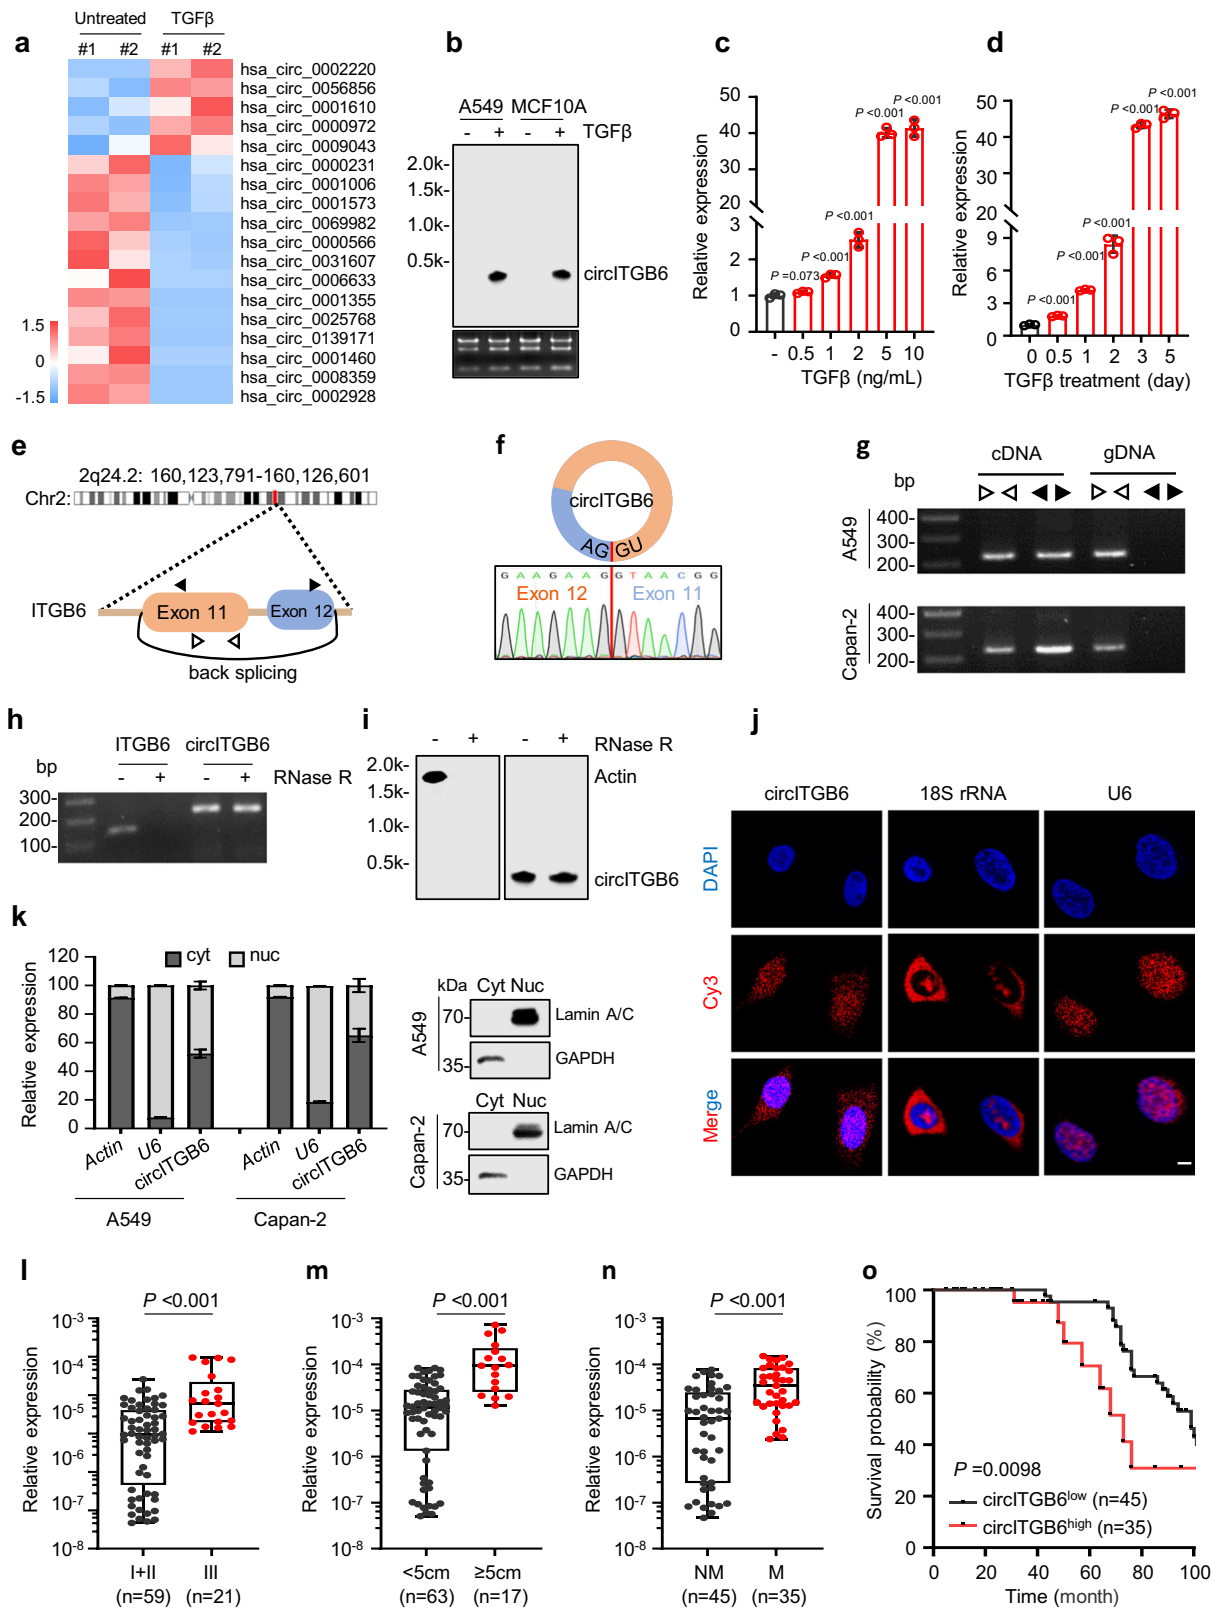 a
Untreated TGFβ
#1 #2 #1 #2
hsa_circ_0002220
hsa_circ_0056856
hsa_circ_0001610
hsa_circ_0000972
hsa_circ_0009043
hsa_circ_0000231
hsa_circ_0001006
hsa_circ_0001573
hsa_circ_0069982
hsa_circ_0000566
hsa_circ_0031607
hsa_circ_0006633
hsa_circ_0001355
hsa_circ_0025768
hsa_circ_0139171
hsa_circ_0001460
hsa_circ_0008359
hsa_circ_0002928
1.5
0
-1.5
b
A549 MCF10A
- + - + TGFβ
2.0k-
1.5k-
1.0k-
0.5k-
circITGB6
c
Relative expression
50
40
30
20
3
2
1
0
P =0.073
P <0.001
P <0.001
P <0.001
P <0.001
- 0.5 1 2 5 10
TGFβ (ng/mL)
d
Relative expression
50
40
30
20
9
6
3
0
P <0.001
P <0.001
P <0.001
P <0.001
P <0.001
0 0.5 1 2 3 5
TGFβ treatment (day)
e
2q24.2: 160,123,791-160,126,601
Chr2:
ITGB6
Exon 11 Exon 12
back splicing
f
circITGB6
AG GU
G A A G A A G G T A A C G G
Exon 12 Exon 11
g
cDNA gDNA
bp
A549
400-
300-
200-
Capan-2
400-
300-
200-
h
ITGB6 circITGB6
bp
- + - + RNase R
300-
200-
100-
i
- + - + RNase R
2.0k-
1.5k-
1.0k-
0.5k-
Actin
circITGB6
j
circITGB6 18S rRNA U6
DAPI
Cy3
Merge
k
cyt nuc
Relative expression
120
100
80
60
40
20
0
Actin U6 circITGB6 Actin U6 circITGB6
A549 Capan-2
kDa Cyt Nuc
A549
70- Lamin A/C
35- GAPDH
Cyt Nuc
Capan-2
70- Lamin A/C
35- GAPDH
l
P <0.001
Relative expression
10-3
10-4
10-5
10-6
10-7
10-8
I+II III
(n=59) (n=21)
m
P <0.001
Relative expression
10-3
10-4
10-5
10-6
10-7
10-8
<5cm ≥5cm
(n=63) (n=17)
n
P <0.001
Relative expression
10-3
10-4
10-5
10-6
10-7
10-8
NM M
(n=45) (n=35)
o
Survival probability (%)
100
80
60
40
20
0
P =0.0098
circITGB6low (n=45)
circITGB6high (n=35)
0 20 40 60 80 100
Time (month)